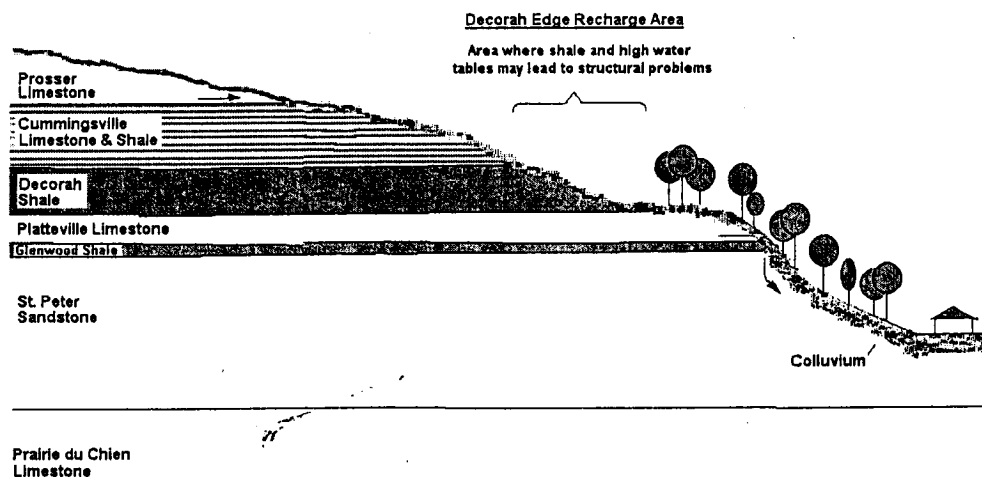 Decorah Edge Recharge Area
Area where shale and high water
tables may lead to structural problems
Prosser
Limestone
Cummingsville
Limestone & Shale
Decorah
Shale
Platteville Limestone
Glenwood Shale
St. Peter
Sandstone
Colluvium
Prairie du Chien
Limestone